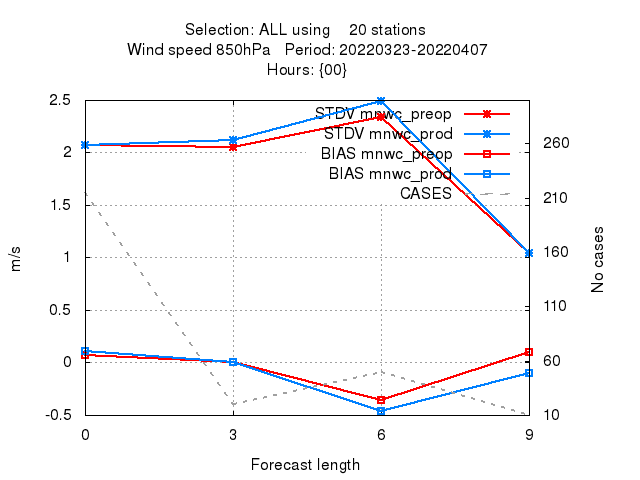 Selection: ALL using 20 stations
Wind speed 850hPa Period: 20220323-20220407
Hours: {00}
STDV mnwc_preop
STDV mnwc_prod
BIAS mnwc_preop
BIAS mnwc_prod
CASES
2.5
2
1.5
1
0.5
0
-0.5
m/s
260
210
160
110
60
10
No cases
0 3 6 9
Forecast length